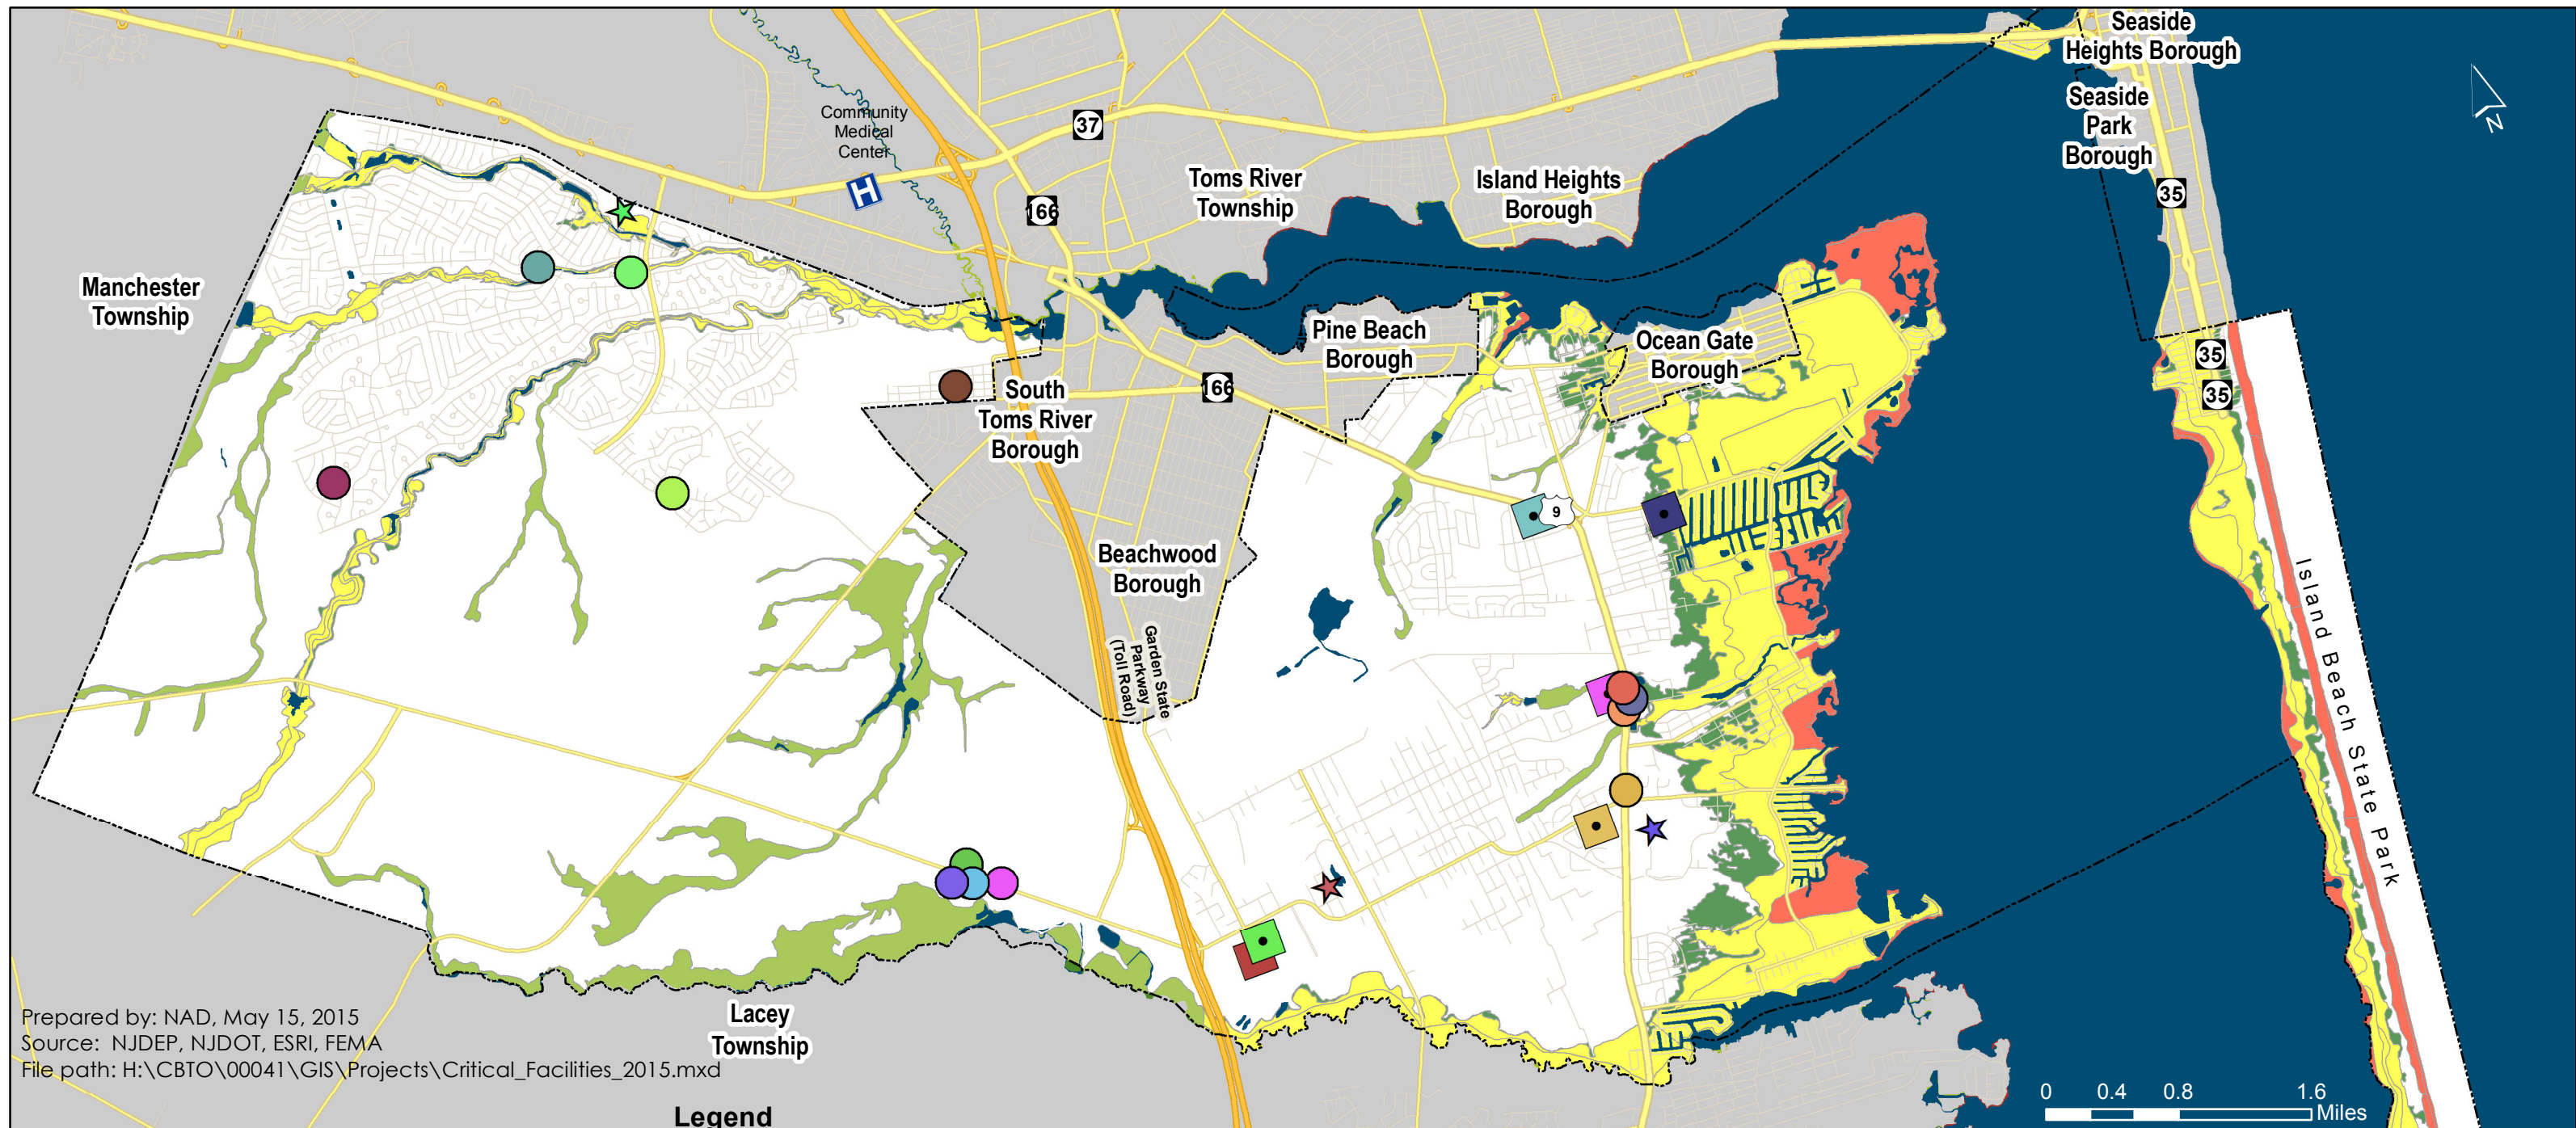 Seaside
Heights Borough
Seaside
Park
Borough
N
Community
Medical
Center
H
37
166
Toms River
Township
Island Heights
Borough
35
Manchester
Township
Pine Beach
Borough
Ocean Gate
Borough
35
35
South
Toms River
Borough
166
9
Beachwood
Borough
Garden State
Parkway
(Toll Road)
Island Beach State Park
Lacey
Township
Prepared by: NAD, May 15, 2015
Source: NJDEP, NJDOT, ESRI, FEMA
File path: H:\CBTO\00041\GIS\Projects\Critical_Facilities_2015.mxd
0 0.4 0.8 1.6
Miles
Legend